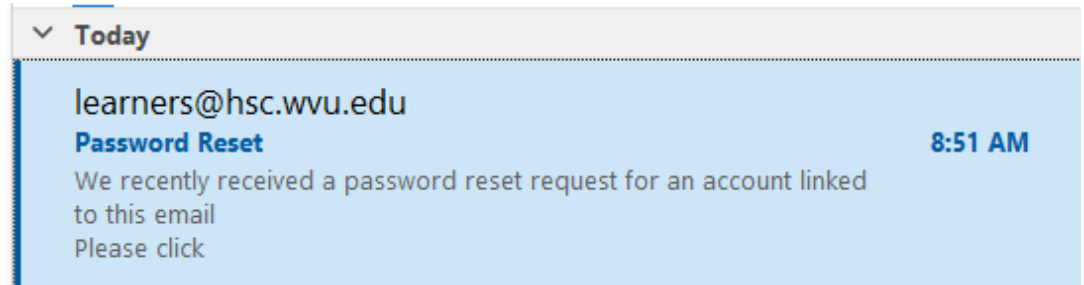 Today
learners@hsc.wvu.edu
Password Reset 8:51 AM
We recently received a password reset request for an account linked
to this email
Please click